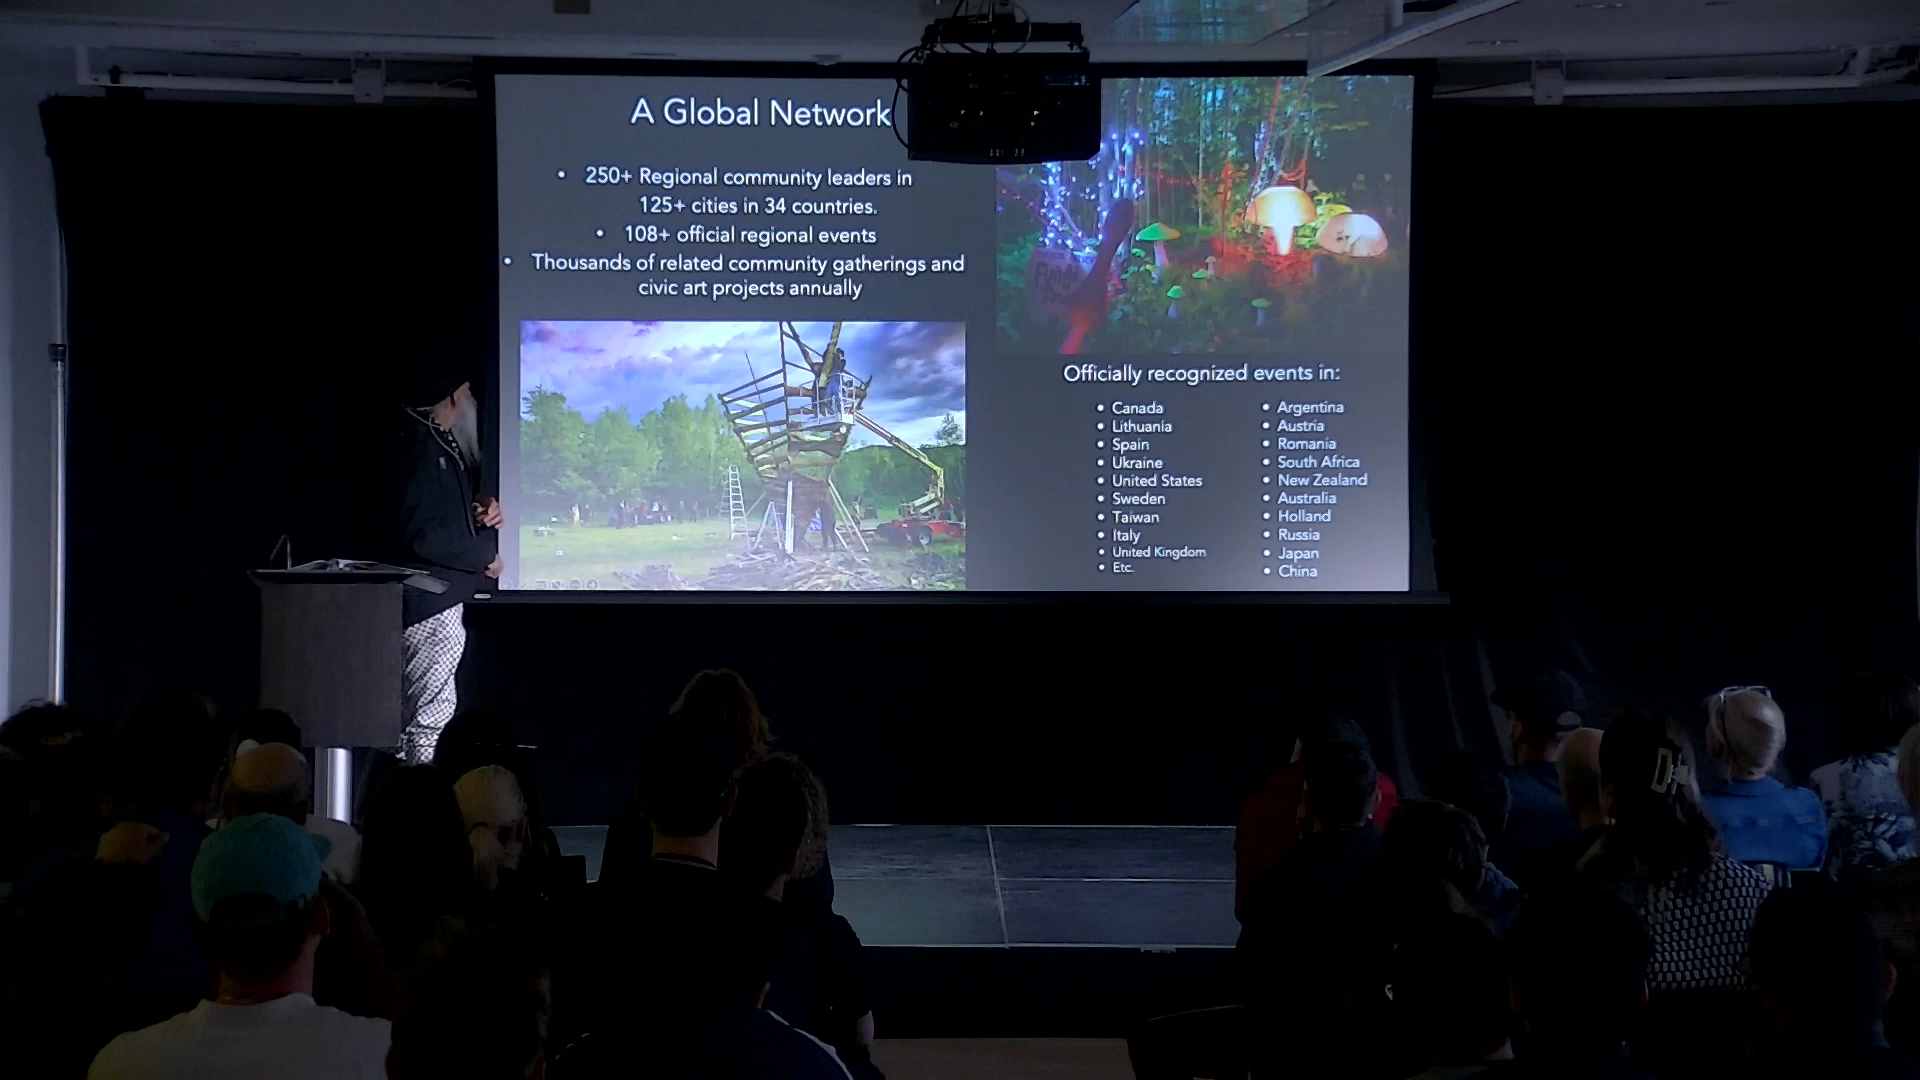 A Global Network
• 250+ Regional community leaders in
125+ cities in 34 countries.
• 108+ official regional events
• Thousands of related community gatherings and
civic art projects annually
Officially recognized events in:
• Canada
• Lithuania
• Spain
• Ukraine
• United States
• Sweden
• Taiwan
• Italy
• United Kingdom
• Etc.
• Argentina
• Austria
• Romania
• South Africa
• New Zealand
• Australia
• Holland
• Russia
• Japan
• China